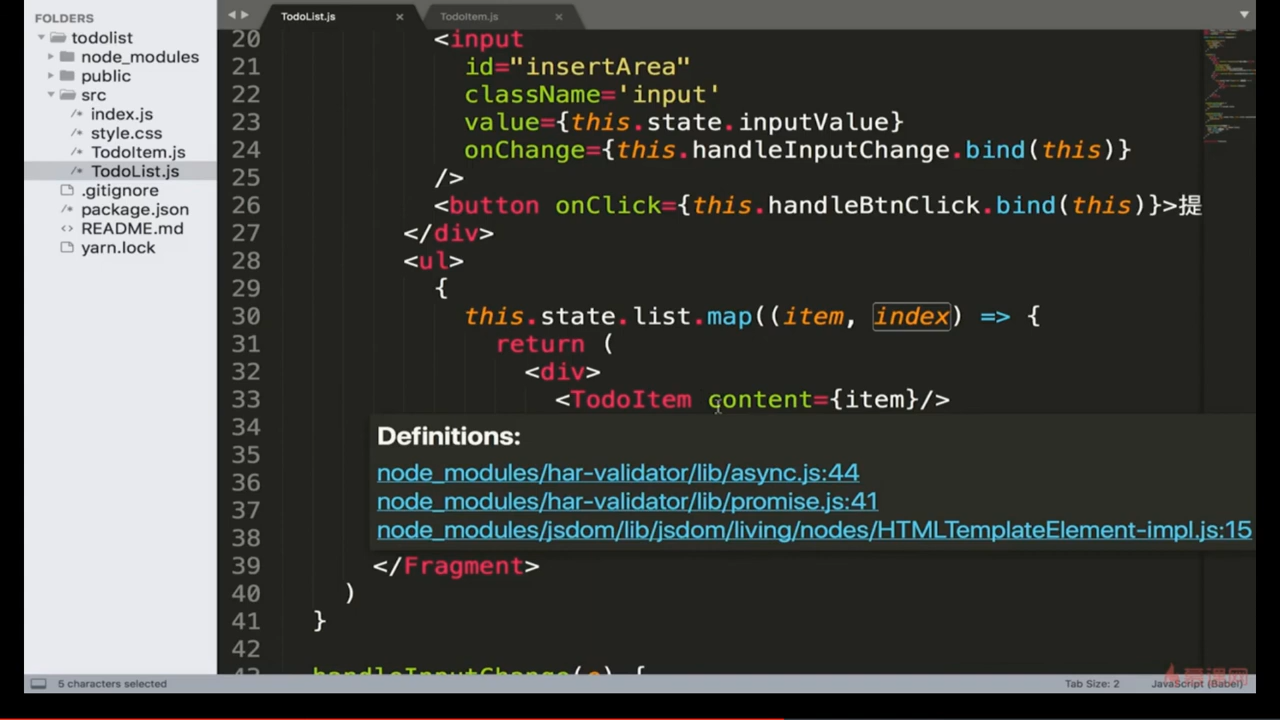 FOLDERS
todolist
node_modules
public
src
index.js
style.css
TodoItem.js
TodoList.js
.gitignore
package.json
README.md
yarn.lock
TodoList.js
TodoItem.js
20 <input
21 id="insertArea"
22 className='input'
23 value={this.state.inputValue}
24 onChange={this.handleInputChange.bind(this)}
25 />
26 <button onClick={this.handleBtnClick.bind(this)}>提
27 </div>
28 <ul>
29 {
30 this.state.list.map((item, index) => {
31 return (
32 <div>
33 <TodoItem content={item}/>
34
35
36
37
38
Definitions:
node_modules/har-validator/lib/async.js:44
node_modules/har-validator/lib/promise.js:41
node_modules/jsdom/lib/jsdom/living/nodes/HTMLTemplateElement-impl.js:15
39 </Fragment>
40 )
41 }
42
43 handleInputChange(e) {
5 characters selected
Tab Size: 2
JavaScript (Babel)
慕课网